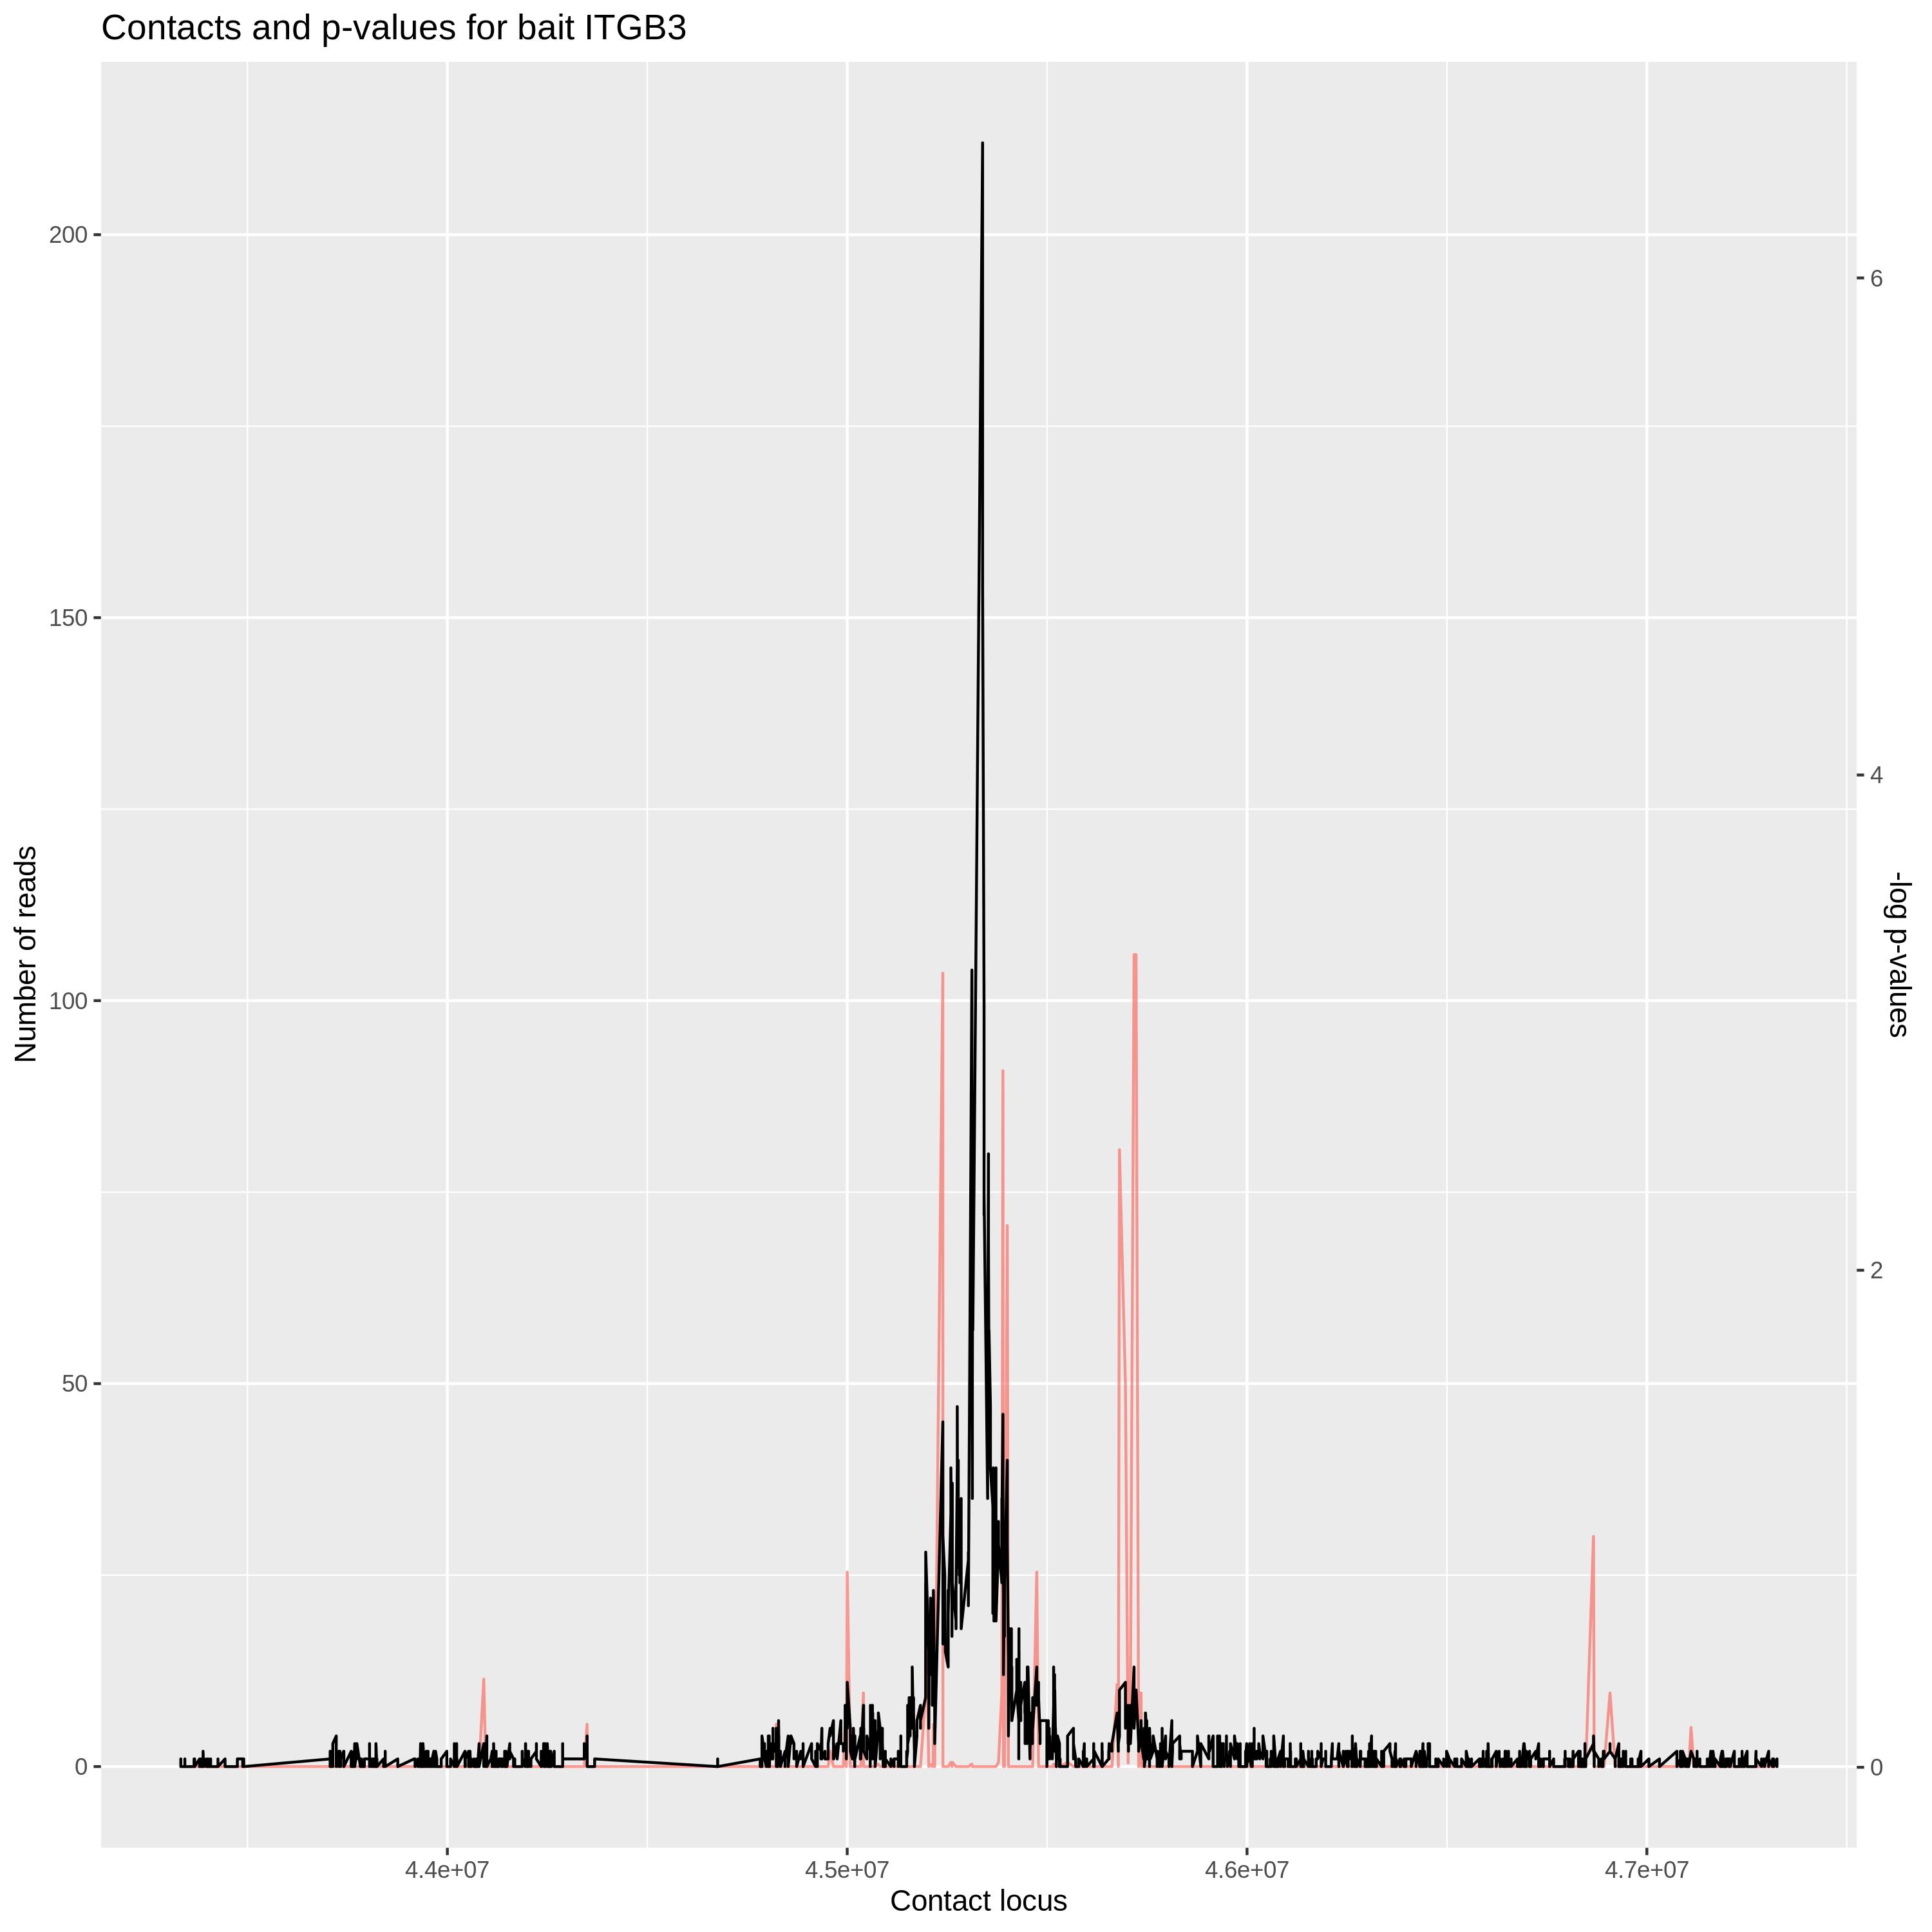 Contacts and p-values for bait ITGB3
200
150
100
50
0
6
4
2
0
Number of reads
-log p-values
4.4e+07
4.5e+07
4.6e+07
4.7e+07
Contact locus